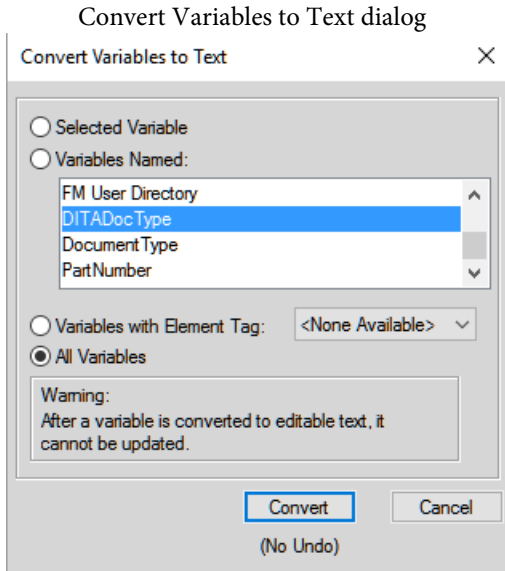 Convert Variables to Text dialog
Convert Variables to Text
Selected Variable
Variables Named:
FM User Directory
DITADocType
DocumentType
PartNumber
Variables with Element Tag: <None Available>
All Variables
Warning:
After a variable is converted to editable text, it
cannot be updated.
Convert Cancel
(No Undo)